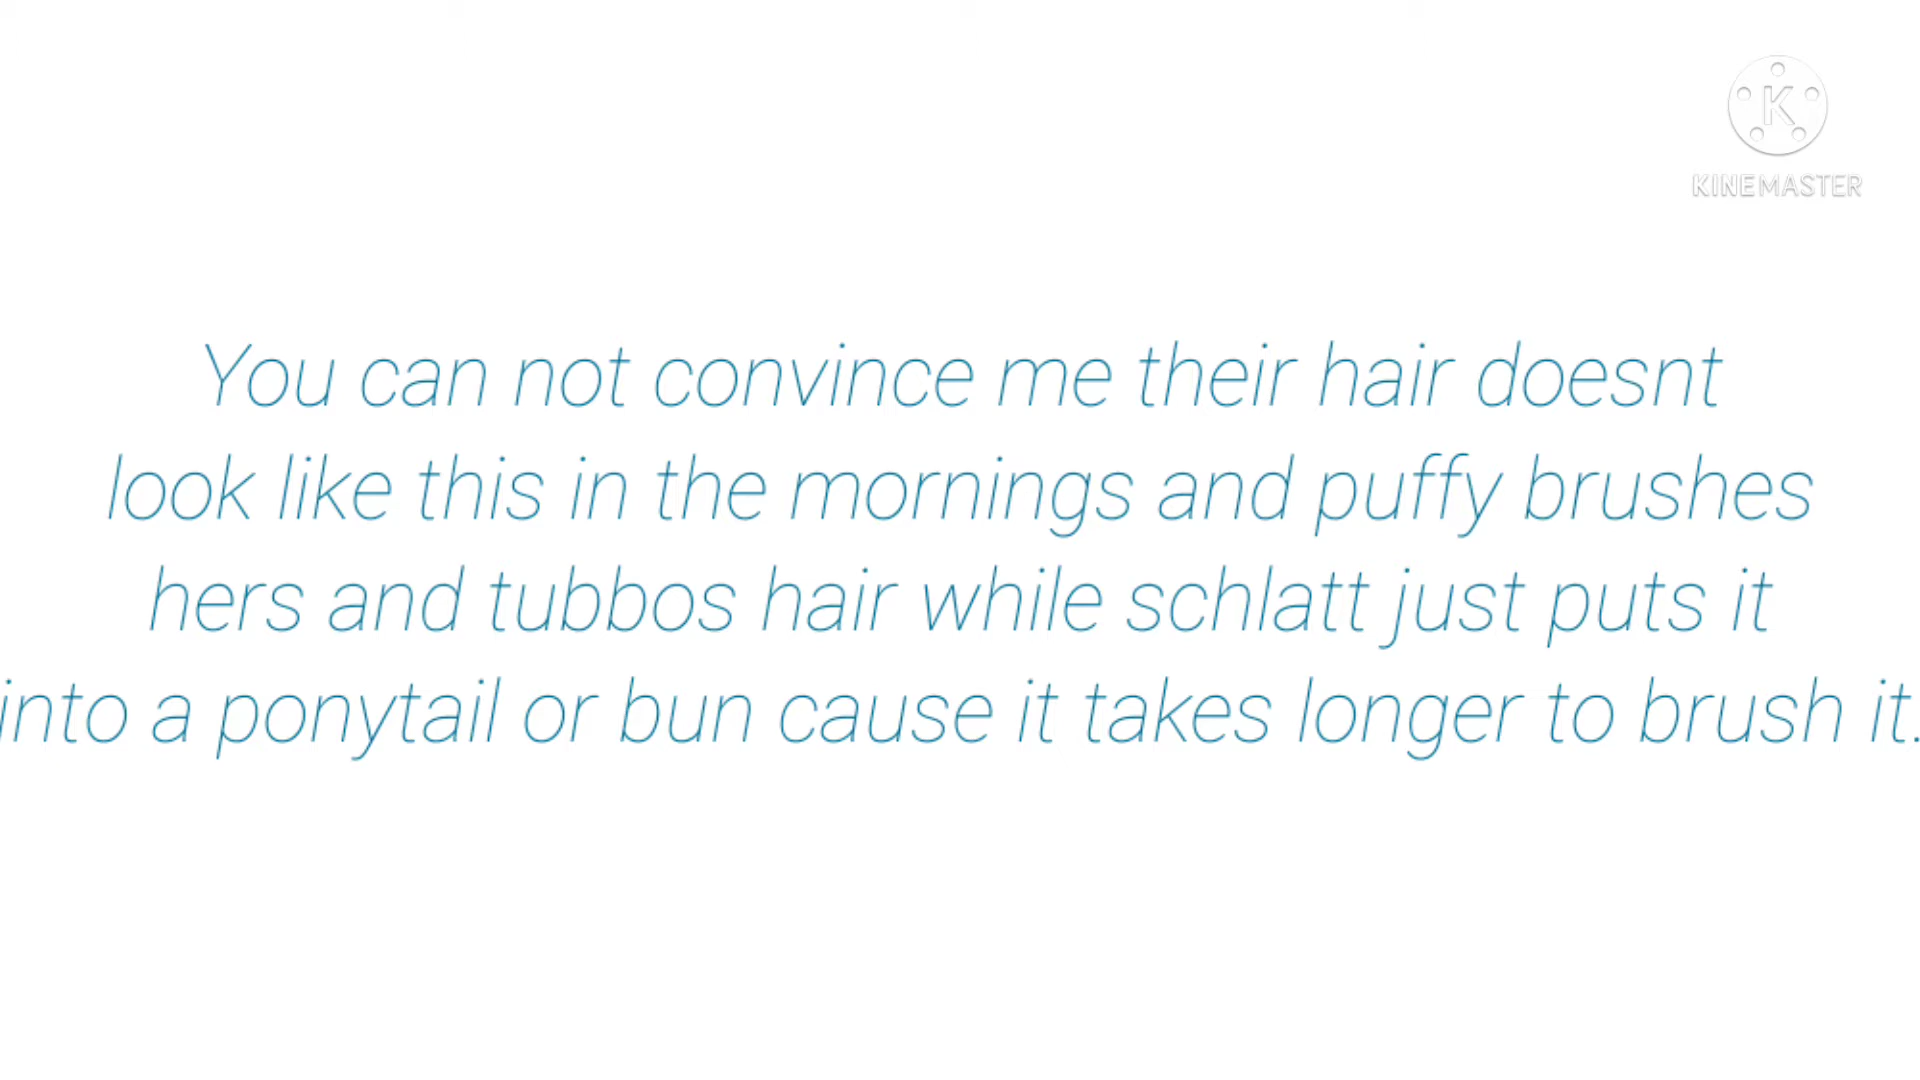 KINEMASTER
You can not convince me their hair doesnt
look like this in the mornings and puffy brushes
hers and tubbos hair while schlatt just puts it
into a ponytail or bun cause it takes longer to brush it.